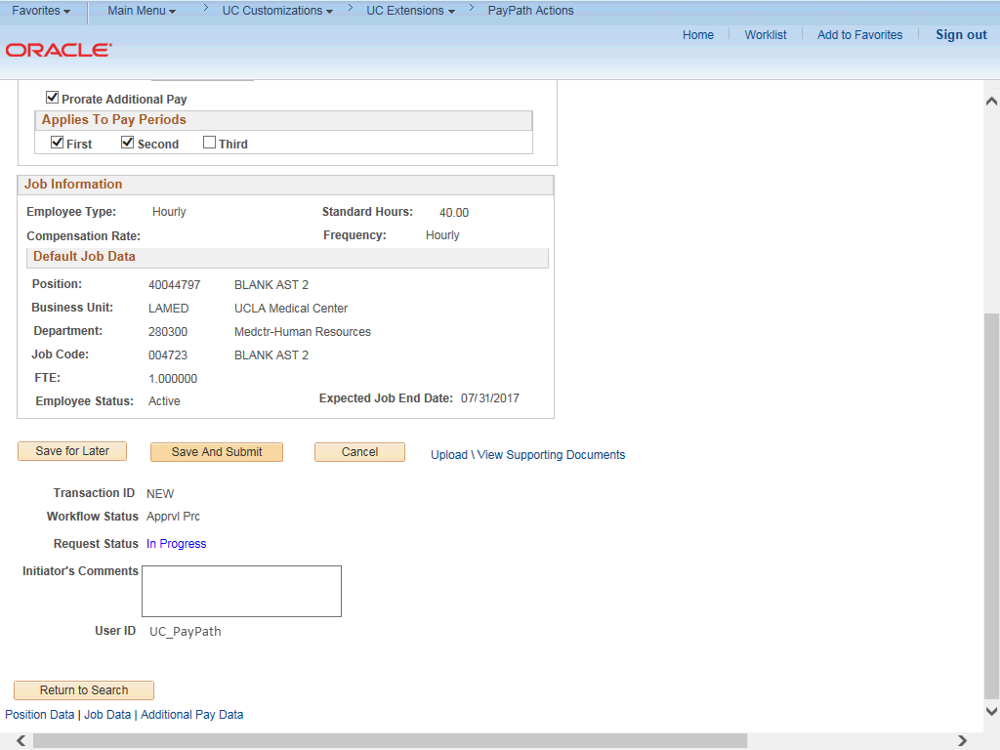 Favorites Main Menu > UC Customizations > UC Extensions > PayPath Actions
Home Worklist Add to Favorites Sign out
ORACLE
Prorate Additional Pay
Applies To Pay Periods
First Second Third
Job Information
Employee Type: Hourly Standard Hours: 40.00
Compensation Rate: Frequency: Hourly
Default Job Data
Position: 40044797 BLANK AST 2
Business Unit: LAMED UCLA Medical Center
Department: 280300 Medctr-Human Resources
Job Code: 004723 BLANK AST 2
FTE: 1.000000
Employee Status: Active Expected Job End Date: 07/31/2017
Save for Later Save And Submit Cancel Upload \ View Supporting Documents
Transaction ID NEW
Workflow Status Apprvl Prc
Request Status In Progress
Initiator's Comments
User ID UC_PayPath
Return to Search
Position Data | Job Data | Additional Pay Data